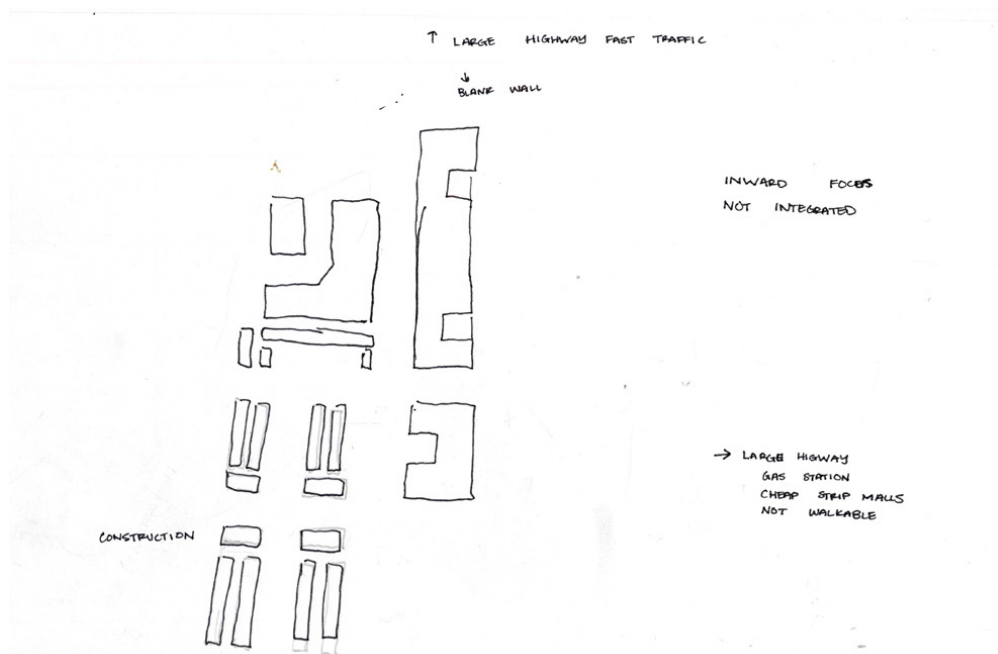 ↑ LARGE HIGHWAY FAST TRAFFIC
↓
BLANK WALL
INWARD FOCUS
NOT INTEGRATED
→ LARGE HIGWAY
GAS STATION
CHEAP STRIP MALLS
NOT WALKABLE
CONSTRUCTION